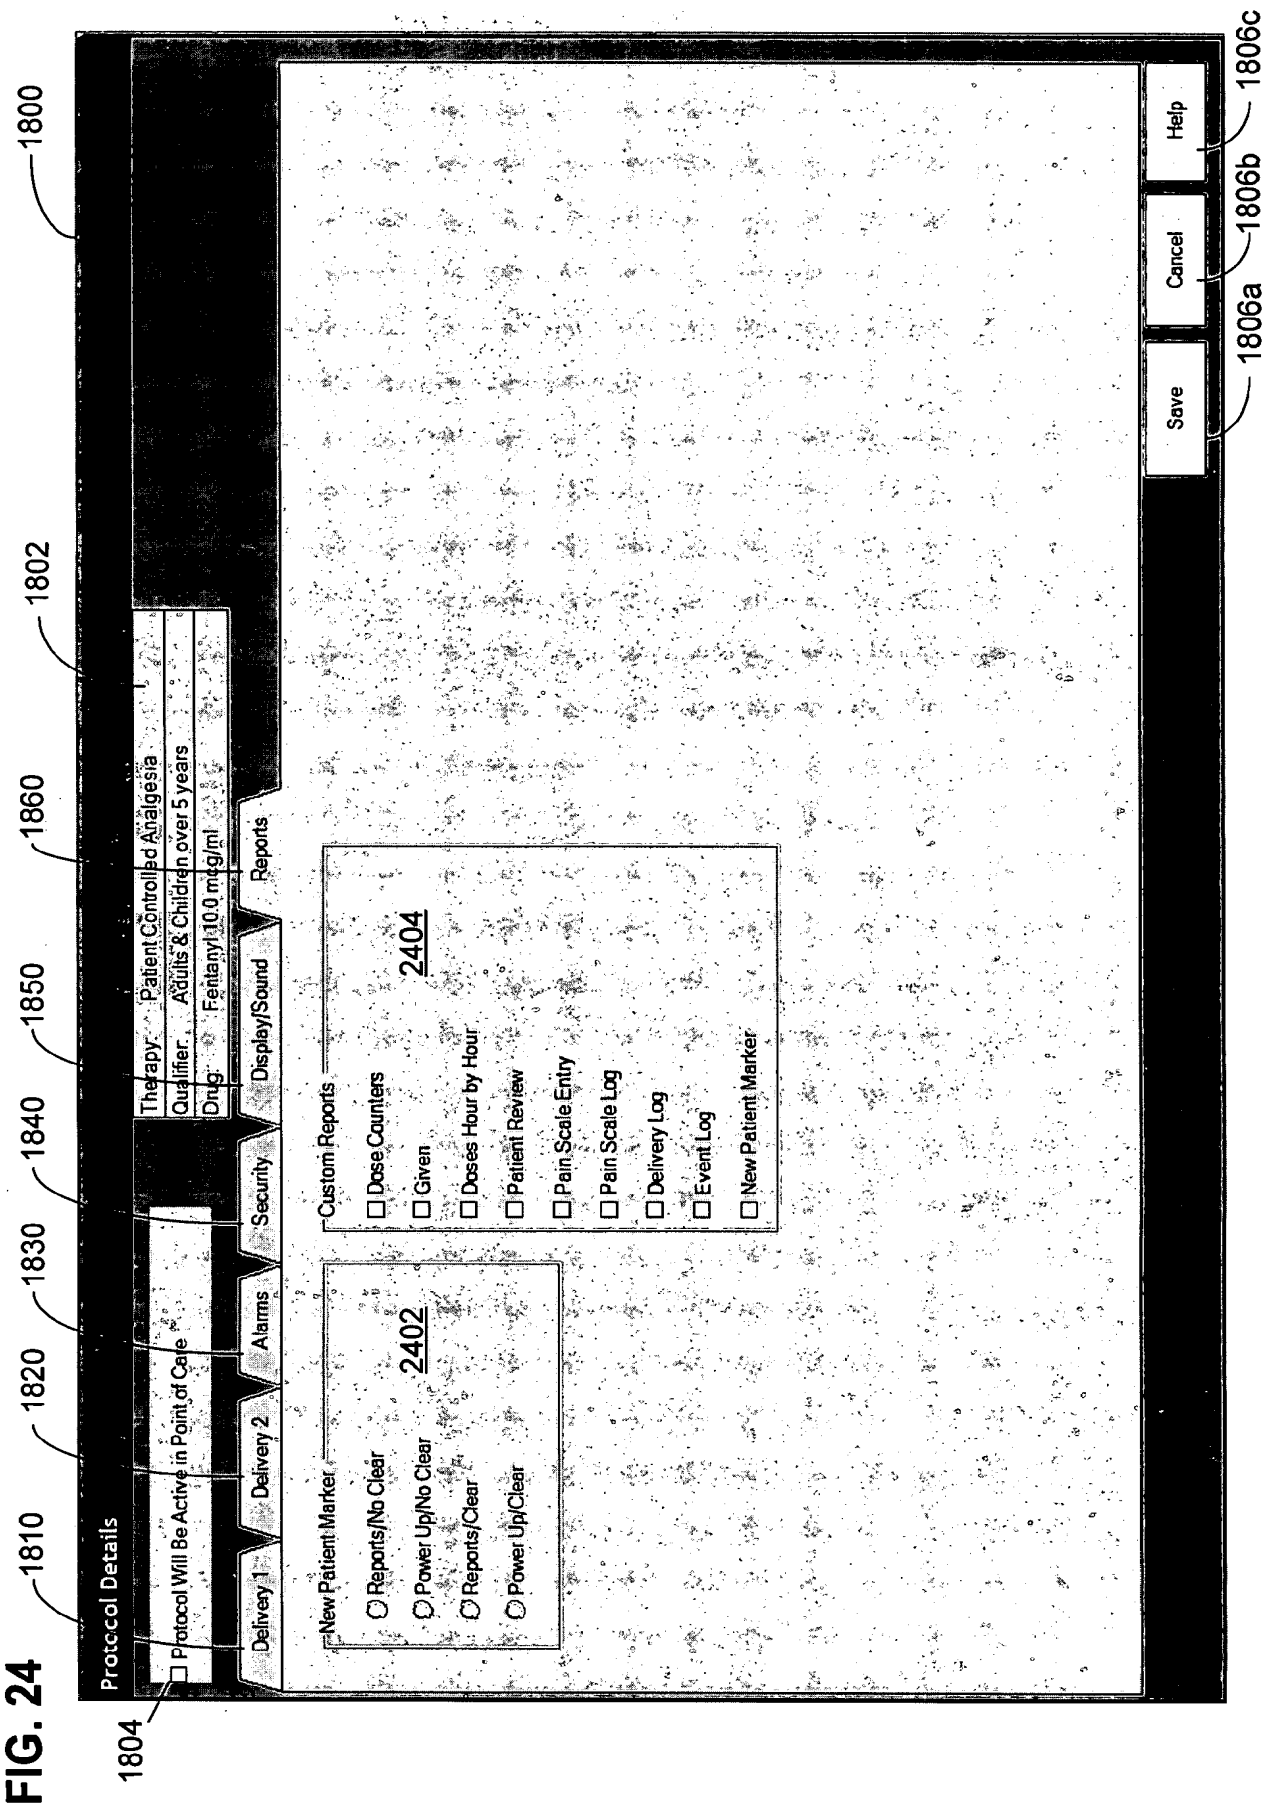 FIG. 24
1800
1802
1810
1820
1830
1840
1850
1860
1804
Protocol Details
Protocol Will Be Active in Point of Care
Therapy: Patient Controlled Analgesia
Qualifier: Adults & Children over 5 years
Drug: Fentanyl 10.0 mcg/ml
Delivery 1
Delivery 2
Alarms
Security
Display/Sound
Reports
New Patient Marker
Reports/No Clear
Power Up/No Clear
Reports/Clear
Power Up/Clear
2402
Custom Reports
Dose Counters
Given
Doses Hour by Hour
Patient Review
Pain Scale Entry
Pain Scale Log
Delivery Log
Event Log
New Patient Marker
2404
Save
Cancel
Help
1806a
1806b
1806c